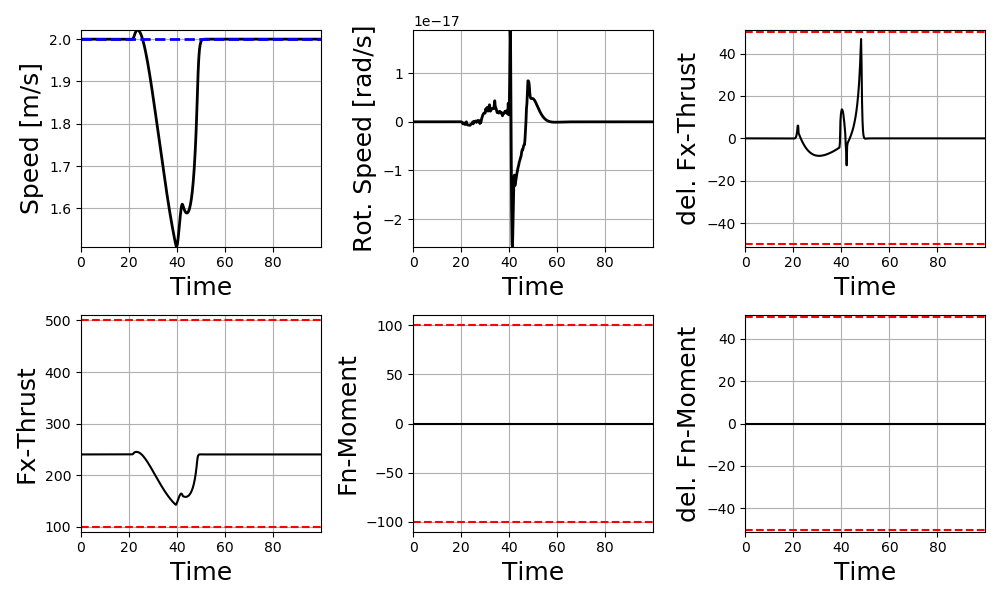 1e−17
Speed [m/s]
2.0
1.9
1.8
1.7
1.6
0 20 40 60 80
Time
Rot. Speed [rad/s]
1
0
−1
−2
0 20 40 60 80
Time
del. Fx-Thrust
40
20
0
−20
−40
0 20 40 60 80
Time
Fx-Thrust
500
400
300
200
100
0 20 40 60 80
Time
Fn-Moment
100
50
0
−50
−100
0 20 40 60 80
Time
del. Fn-Moment
40
20
0
−20
−40
0 20 40 60 80
Time